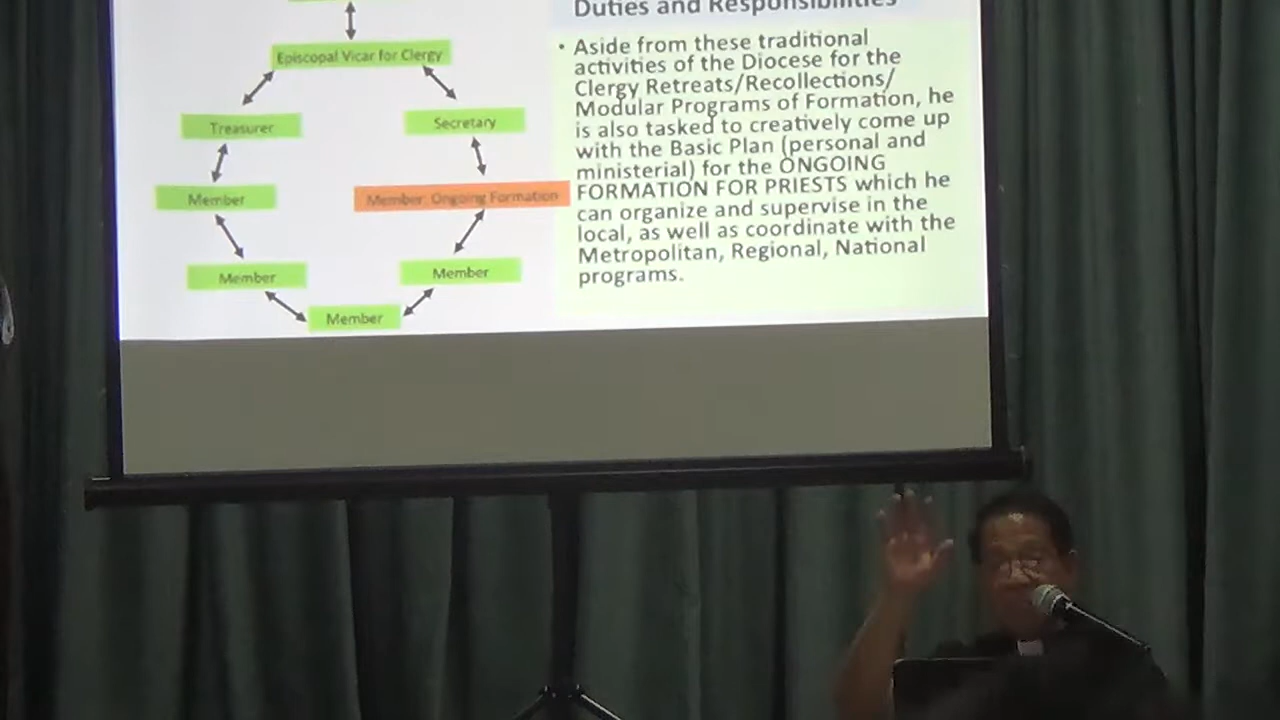 Episcopal Vicar for Clergy
Treasurer
Secretary
Member
Member: Ongoing Formation
Member
Member
Member
Duties and Responsibilities
• Aside from these traditional
activities of the Diocese for the
Clergy Retreats/Recollections/
Modular Programs of Formation, he
is also tasked to creatively come up
with the Basic Plan (personal and
ministerial) for the ONGOING
FORMATION FOR PRIESTS which he
can organize and supervise in the
local, as well as coordinate with the
Metropolitan, Regional, National
programs.